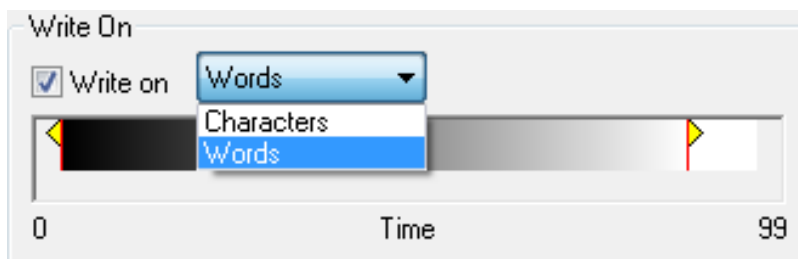 Write On
Write on Words
Characters
Words
0 Time 99